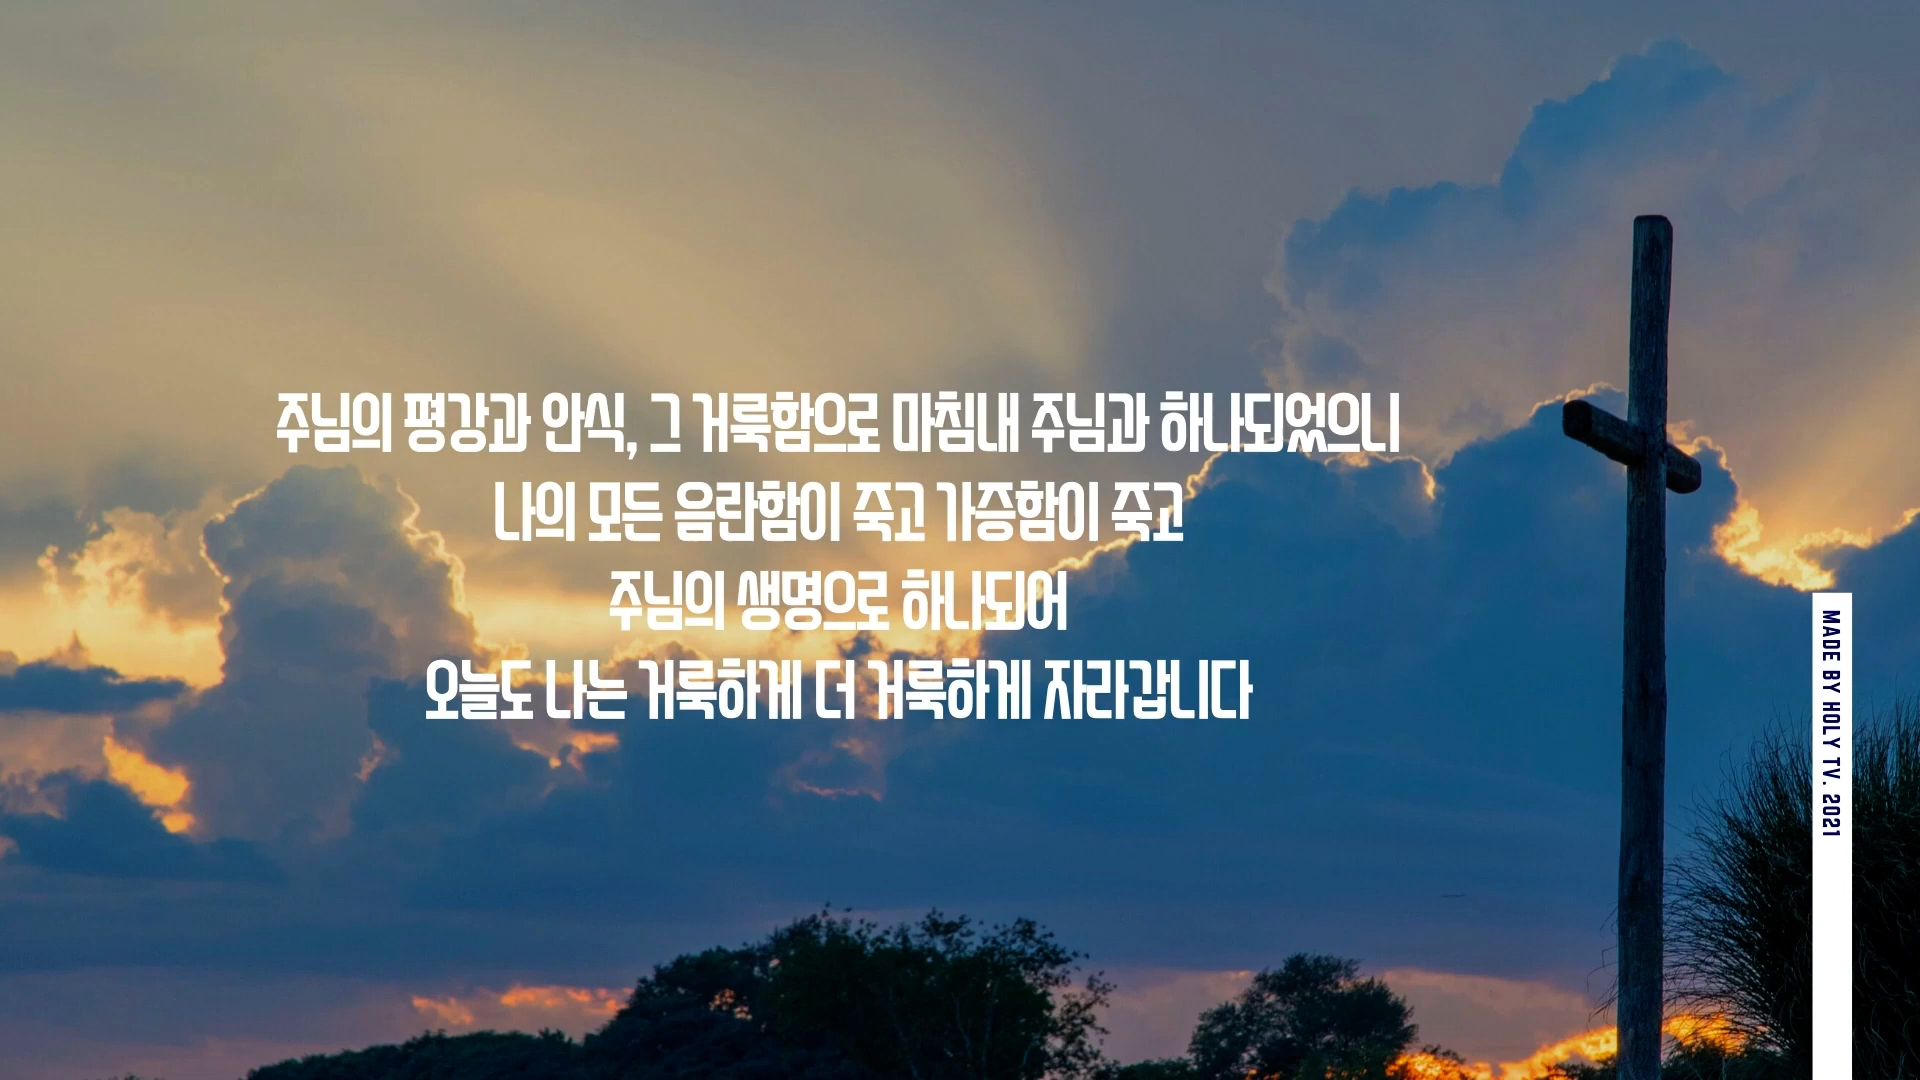 주님의 평강과 안식, 그 거룩함으로 마침내 주님과 하나되었으니
나의 모든 음란함이 죽고 가증함이 죽고
주님의 생명으로 하나되어
오늘도 나는 거룩하게 더 거룩하게 자라갑니다
MADE BY HOLY TV. 2021